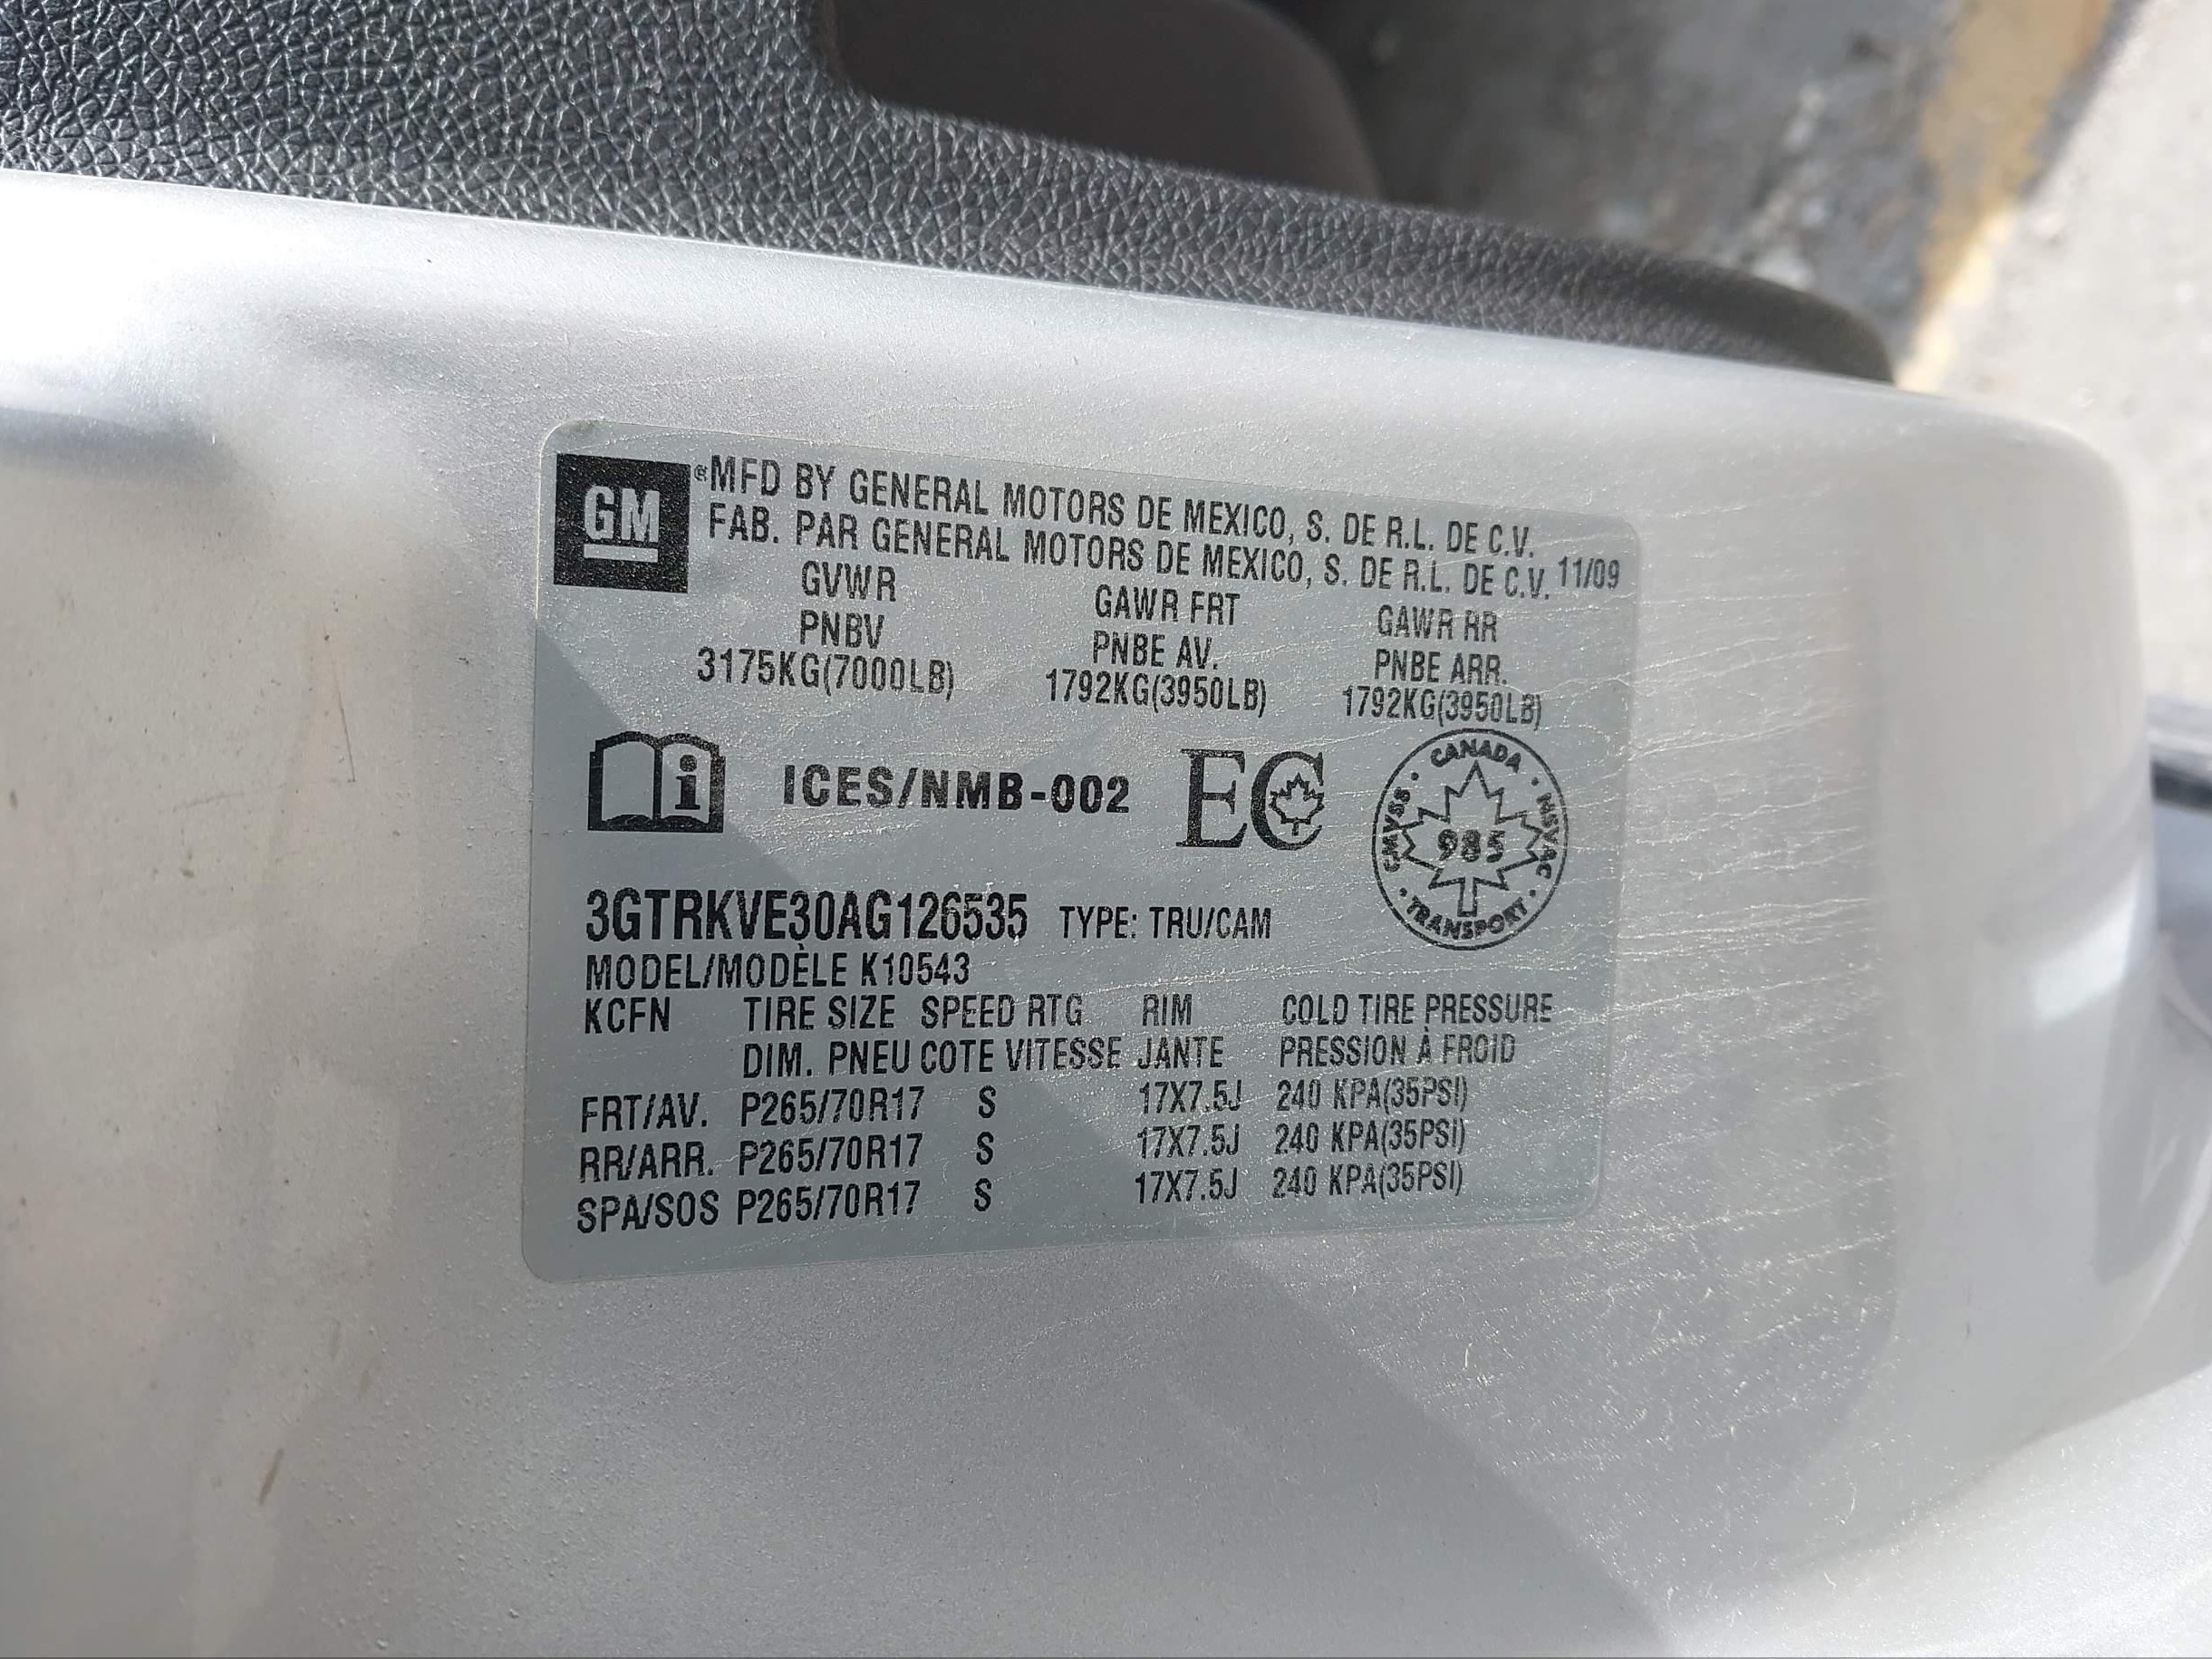 GM
MFD BY GENERAL MOTORS DE MEXICO, S. DE R.L. DE C.V.
FAB. PAR GENERAL MOTORS DE MEXICO, S. DE R.L. DE C.V. 11/09
GVWR GAWR FRT GAWR RR
PNBV PNBE AV. PNBE ARR.
3175KG(7000LB) 1792KG(3950LB) 1792KG(3950LB)
i ICES/NMB-002 EC
CANADA · NSVAC · TRANSPORT · CMVSS ·
985
3GTRKVE30AG126535 TYPE: TRU/CAM
MODEL/MODÈLE K10543
KCFN TIRE SIZE SPEED RTG RIM COLD TIRE PRESSURE
DIM. PNEU COTE VITESSE JANTE PRESSION À FROID
FRT/AV. P265/70R17 S 17X7.5J 240 KPA(35PSI)
RR/ARR. P265/70R17 S 17X7.5J 240 KPA(35PSI)
SPA/SOS P265/70R17 S 17X7.5J 240 KPA(35PSI)